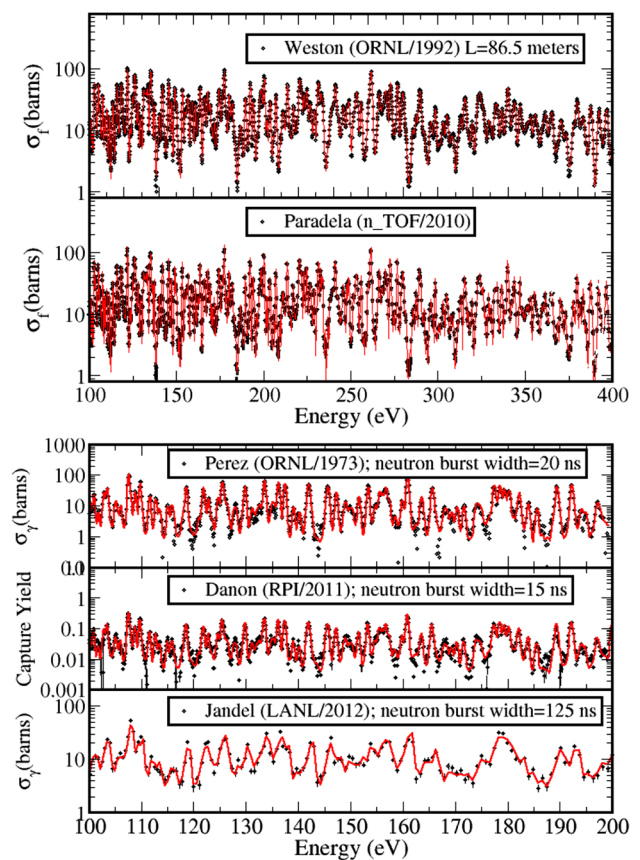 Weston (ORNL/1992) L=86.5 meters
100
10
1
σf(barns)
Paradela (n_TOF/2010)
100
10
1
σf(barns)
100 150 200 250 300 350 400
Energy (eV)
1000
100
10
1
σγ(barns)
Perez (ORNL/1973); neutron burst width=20 ns
1
0.1
0.01
0.001
Capture Yield
Danon (RPI/2011); neutron burst width=15 ns
100
10
1
σγ(barns)
Jandel (LANL/2012); neutron burst width=125 ns
100 110 120 130 140 150 160 170 180 190 200
Energy (eV)